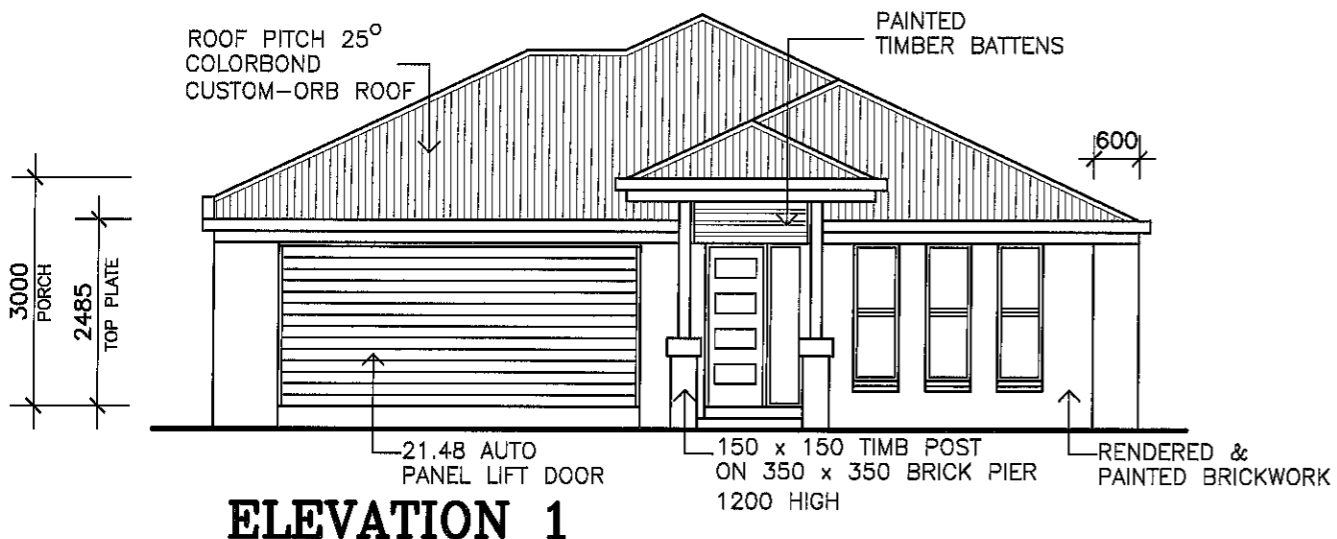 ROOF PITCH 25°
COLORBOND
CUSTOM-ORB ROOF
PAINTED
TIMBER BATTENS
600
3000
PORCH
2485
TOP PLATE
21.48 AUTO
PANEL LIFT DOOR
150 x 150 TIMB POST
ON 350 x 350 BRICK PIER
1200 HIGH
RENDERED &
PAINTED BRICKWORK
ELEVATION 1